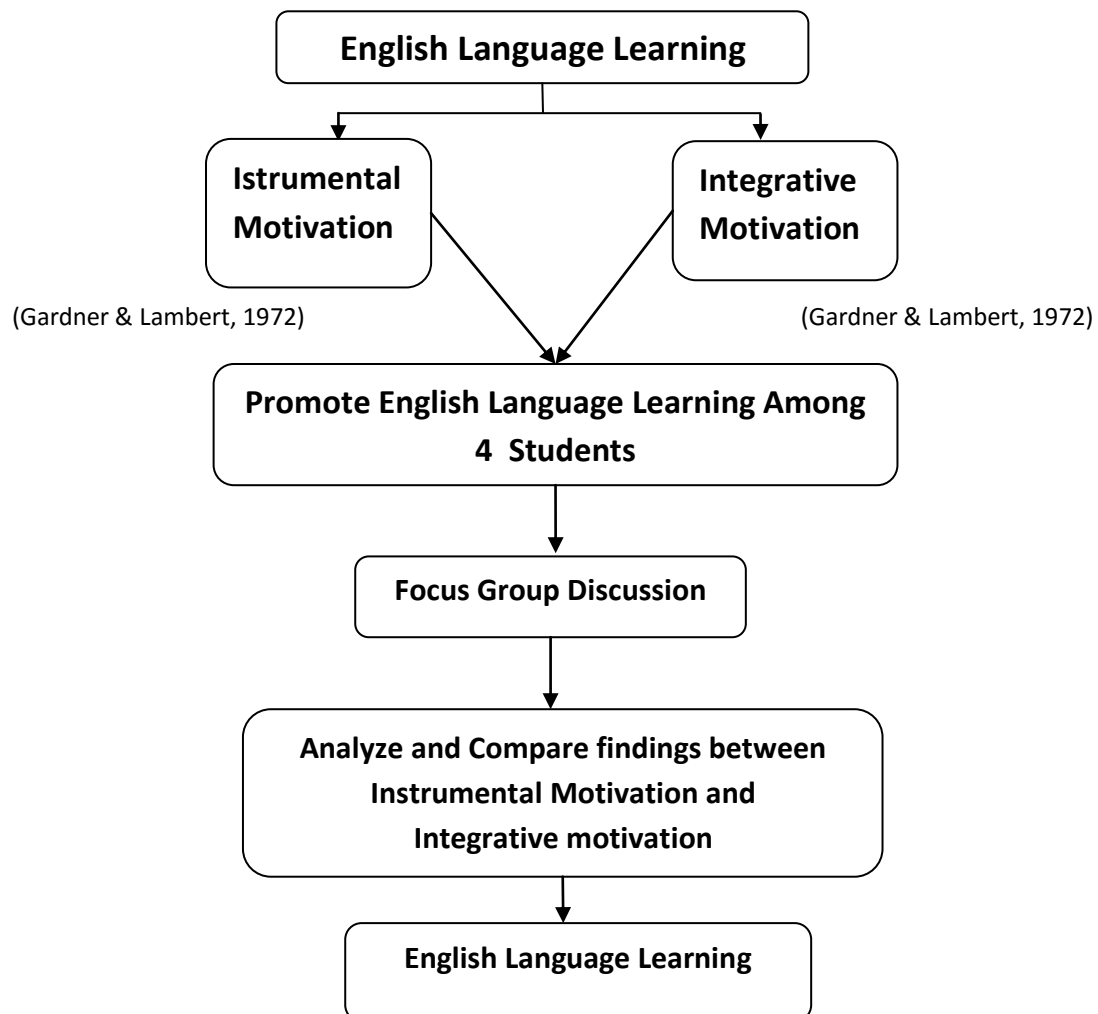 English Language Learning
Istrumental
Motivation
Integrative
Motivation
(Gardner & Lambert, 1972)
(Gardner & Lambert, 1972)
Promote English Language Learning Among
4 Students
Focus Group Discussion
Analyze and Compare findings between
Instrumental Motivation and
Integrative motivation
English Language Learning